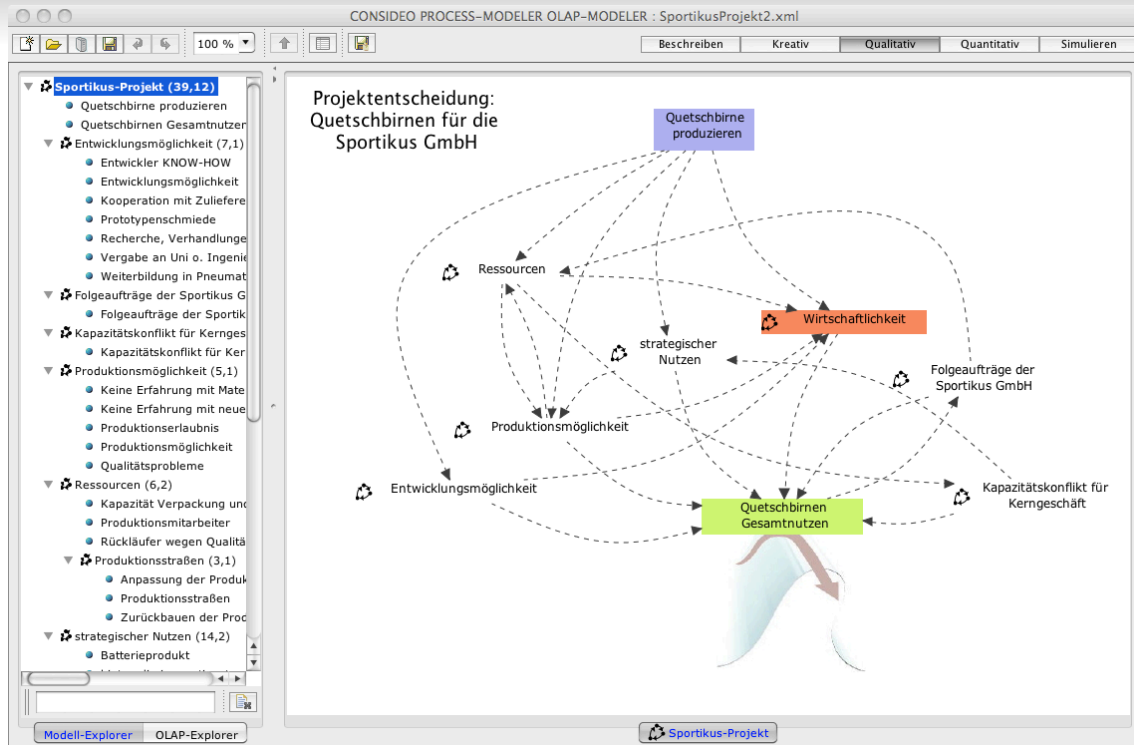 CONSIDEO PROCESS-MODELER OLAP-MODELER : SportikusProjekt2.xml
100 %
Beschreiben
Kreativ
Qualitativ
Quantitativ
Simulieren
Sportikus-Projekt (39,12)
Quetschbirne produzieren
Quetschbirnen Gesamtnutzen
Entwicklungsmöglichkeit (7,1)
Entwickler KNOW-HOW
Entwicklungsmöglichkeit
Kooperation mit Zuliefere
Prototypenschmiede
Recherche, Verhandlunge
Vergabe an Uni o. Ingenie
Weiterbildung in Pneumat
Folgeaufträge der Sportikus G
Folgeaufträge der Sportik
Kapazitätskonflikt für Kernges
Kapazitätskonflikt für Ker
Produktionsmöglichkeit (5,1)
Keine Erfahrung mit Mate
Keine Erfahrung mit neue
Produktionserlaubnis
Produktionsmöglichkeit
Qualitätsprobleme
Ressourcen (6,2)
Kapazität Verpackung und
Produktionsmitarbeiter
Rückläufer wegen Qualitä
Produktionsstraßen (3,1)
Anpassung der Produk
Produktionsstraßen
Zurückbauen der Proc
strategischer Nutzen (14,2)
Batterieprodukt
Modell-Explorer
OLAP-Explorer
Projektentscheidung:
Quetschbirnen für die
Sportikus GmbH
Quetschbirne
produzieren
Ressourcen
Wirtschaftlichkeit
strategischer
Nutzen
Folgeaufträge der
Sportikus GmbH
Produktionsmöglichkeit
Entwicklungsmöglichkeit
Kapazitätskonflikt für
Kerngeschäft
Quetschbirnen
Gesamtnutzen
Sportikus-Projekt